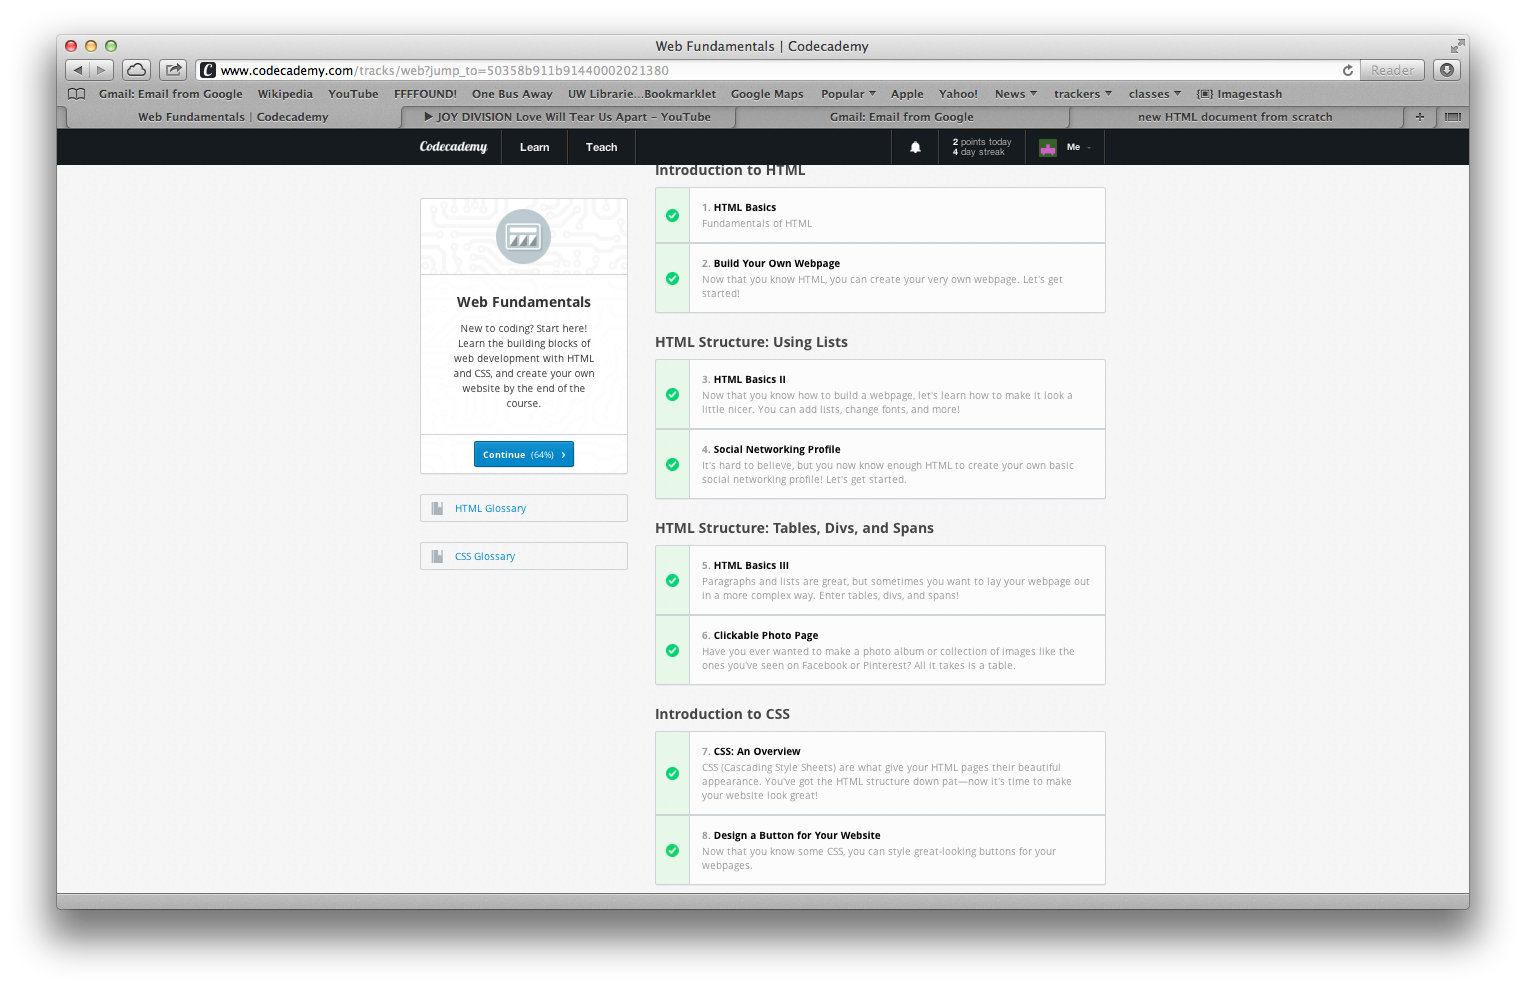 Web Fundamentals | Codecademy
www.codecademy.com/tracks/web?jump_to=50358b911b91440002021380
Reader
Gmail: Email from Google Wikipedia YouTube FFFFOUND! One Bus Away UW Librarie...Bookmarklet Google Maps Popular Apple Yahoo! News trackers classes Imagestash
Web Fundamentals | Codecademy
▶ JOY DIVISION Love Will Tear Us Apart – YouTube
Gmail: Email from Google
new HTML document from scratch
Codecademy Learn Teach
2 points today
4 day streak
Me
Web Fundamentals
New to coding? Start here!
Learn the building blocks of
web development with HTML
and CSS, and create your own
website by the end of the
course.
Continue (64%) ›
HTML Glossary
CSS Glossary
Introduction to HTML
1. HTML Basics
Fundamentals of HTML
2. Build Your Own Webpage
Now that you know HTML, you can create your very own webpage. Let's get
started!
HTML Structure: Using Lists
3. HTML Basics II
Now that you know how to build a webpage, let's learn how to make it look a
little nicer. You can add lists, change fonts, and more!
4. Social Networking Profile
It's hard to believe, but you now know enough HTML to create your own basic
social networking profile! Let's get started.
HTML Structure: Tables, Divs, and Spans
5. HTML Basics III
Paragraphs and lists are great, but sometimes you want to lay your webpage out
in a more complex way. Enter tables, divs, and spans!
6. Clickable Photo Page
Have you ever wanted to make a photo album or collection of images like the
ones you've seen on Facebook or Pinterest? All it takes is a table.
Introduction to CSS
7. CSS: An Overview
CSS (Cascading Style Sheets) are what give your HTML pages their beautiful
appearance. You've got the HTML structure down pat—now it's time to make
your website look great!
8. Design a Button for Your Website
Now that you know some CSS, you can style great-looking buttons for your
webpages.